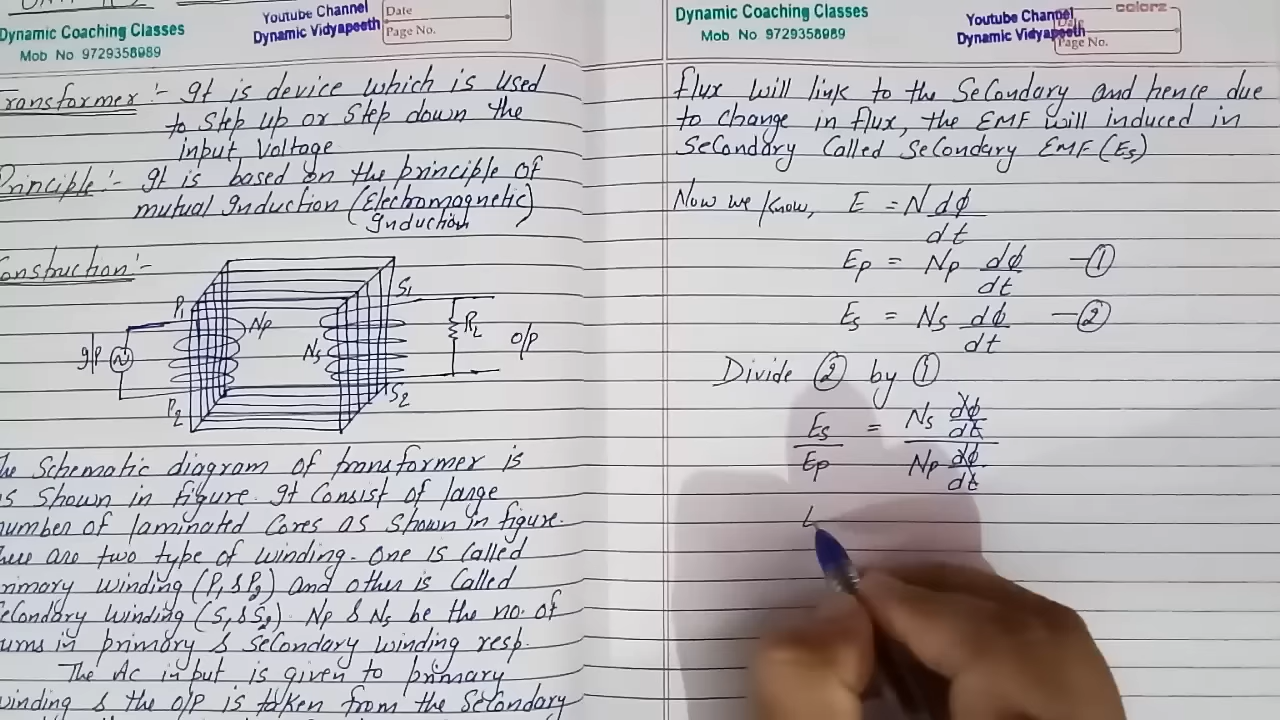 Dynamic Coaching Classes
Mob No 9729358989
Youtube Channel
Dynamic Vidyapeeth
Date
Page No.
Transformer :- It is device which is used
to Step up or Step down the
input Voltage
Principle :- It is based on the principle of
mutual Induction (Electromagnetic)
Induction
Construction :-
P1
Np
Ns
S1
RL
I/P
O/P
P2
S2
The Schematic diagram of transformer is
as Shown in figure. It Consist of large
number of laminated Cores as Shown in figure.
There are two type of winding. One is Called
primary winding (P1 & P2) and other is Called
Secondary winding (S1 & S2). Np & Ns be the no. of
turns in primary & Secondary winding resp.
The Ac input is given to primary
winding & the O/P is taken from the Secondary
Dynamic Coaching Classes
Mob No 9729358989
Youtube Channel
Dynamic Vidyapeeth
colorz
Date
Page No.
flux will link to the Secondary and hence due
to change in flux, the EMF will induced in
Secondary Called Secondary EMF (Es)
Now we know, E = N dϕ/dt
Ep = Np dϕ/dt —①
Es = Ns dϕ/dt —②
Divide ② by ①
Es/Ep = Ns dϕ/dt / Np dϕ/dt